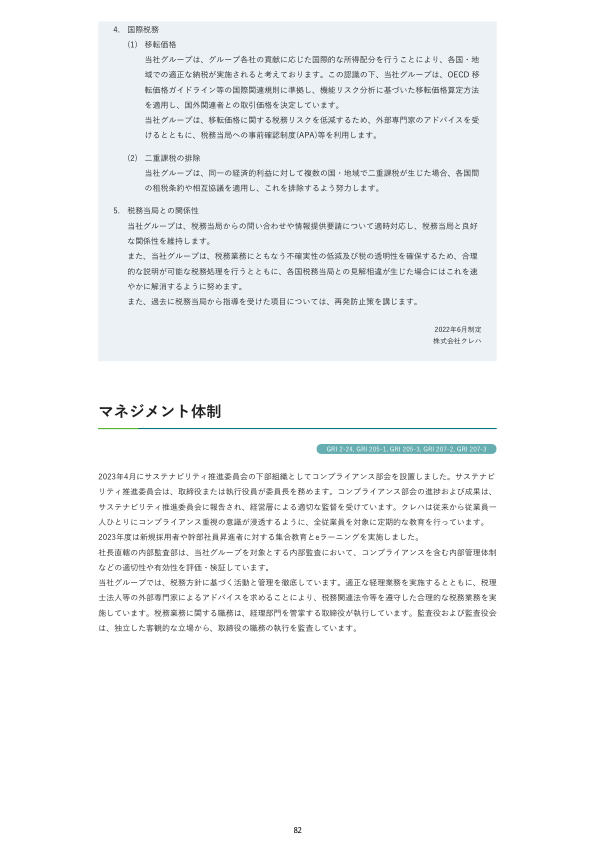 4. 国際税務
(1) 移転価格
当社グループは、グループ各社の貢献に応じた国際的な所得配分を行うことにより、各国・地
域での適正な納税が実施されると考えております。この認識の下、当社グループは、OECD 移
転価格ガイドライン等の国際関連規則に準拠し、機能リスク分析に基づいた移転価格算定方法
を適用し、国外関連者との取引価格を決定しています。
当社グループは、移転価格に関する税務リスクを低減するため、外部専門家のアドバイスを受
けるとともに、税務当局への事前確認制度(APA)等を利用します。
(2) 二重課税の排除
当社グループは、同一の経済的利益に対して複数の国・地域で二重課税が生じた場合、各国間
の租税条約や相互協議を適用し、これを排除するよう努力します。
5. 税務当局との関係性
当社グループは、税務当局からの問い合わせや情報提供要請について適時対応し、税務当局と良好
な関係性を維持します。
また、当社グループは、税務業務にともなう不確実性の低減及び税の透明性を確保するため、合理
的な説明が可能な税務処理を行うとともに、各国税務当局との見解相違が生じた場合にはこれを速
やかに解消するように努めます。
また、過去に税務当局から指導を受けた項目については、再発防止策を講じます。
2022年6月制定
株式会社クレハ
マネジメント体制
GRI 2-24, GRI 205-1, GRI 205-3, GRI 207-2, GRI 207-3
2023年4月にサステナビリティ推進委員会の下部組織としてコンプライアンス部会を設置しました。サステナビ
リティ推進委員会は、取締役または執行役員が委員長を務めます。コンプライアンス部会の進捗および成果は、
サステナビリティ推進委員会に報告され、経営層による適切な監督を受けています。クレハは従来から従業員一
人ひとりにコンプライアンス重視の意識が浸透するように、全従業員を対象に定期的な教育を行っています。
2023年度は新規採用者や幹部社員昇進者に対する集合教育とeラーニングを実施しました。
社長直轄の内部監査部は、当社グループを対象とする内部監査において、コンプライアンスを含む内部管理体制
などの適切性や有効性を評価・検証しています。
当社グループでは、税務方針に基づく活動と管理を徹底しています。適正な経理業務を実施するとともに、税理
士法人等の外部専門家によるアドバイスを求めることにより、税務関連法令等を遵守した合理的な税務業務を実
施しています。税務業務に関する職務は、経理部門を管掌する取締役が執行しています。監査役および監査役会
は、独立した客観的な立場から、取締役の職務の執行を監査しています。
82